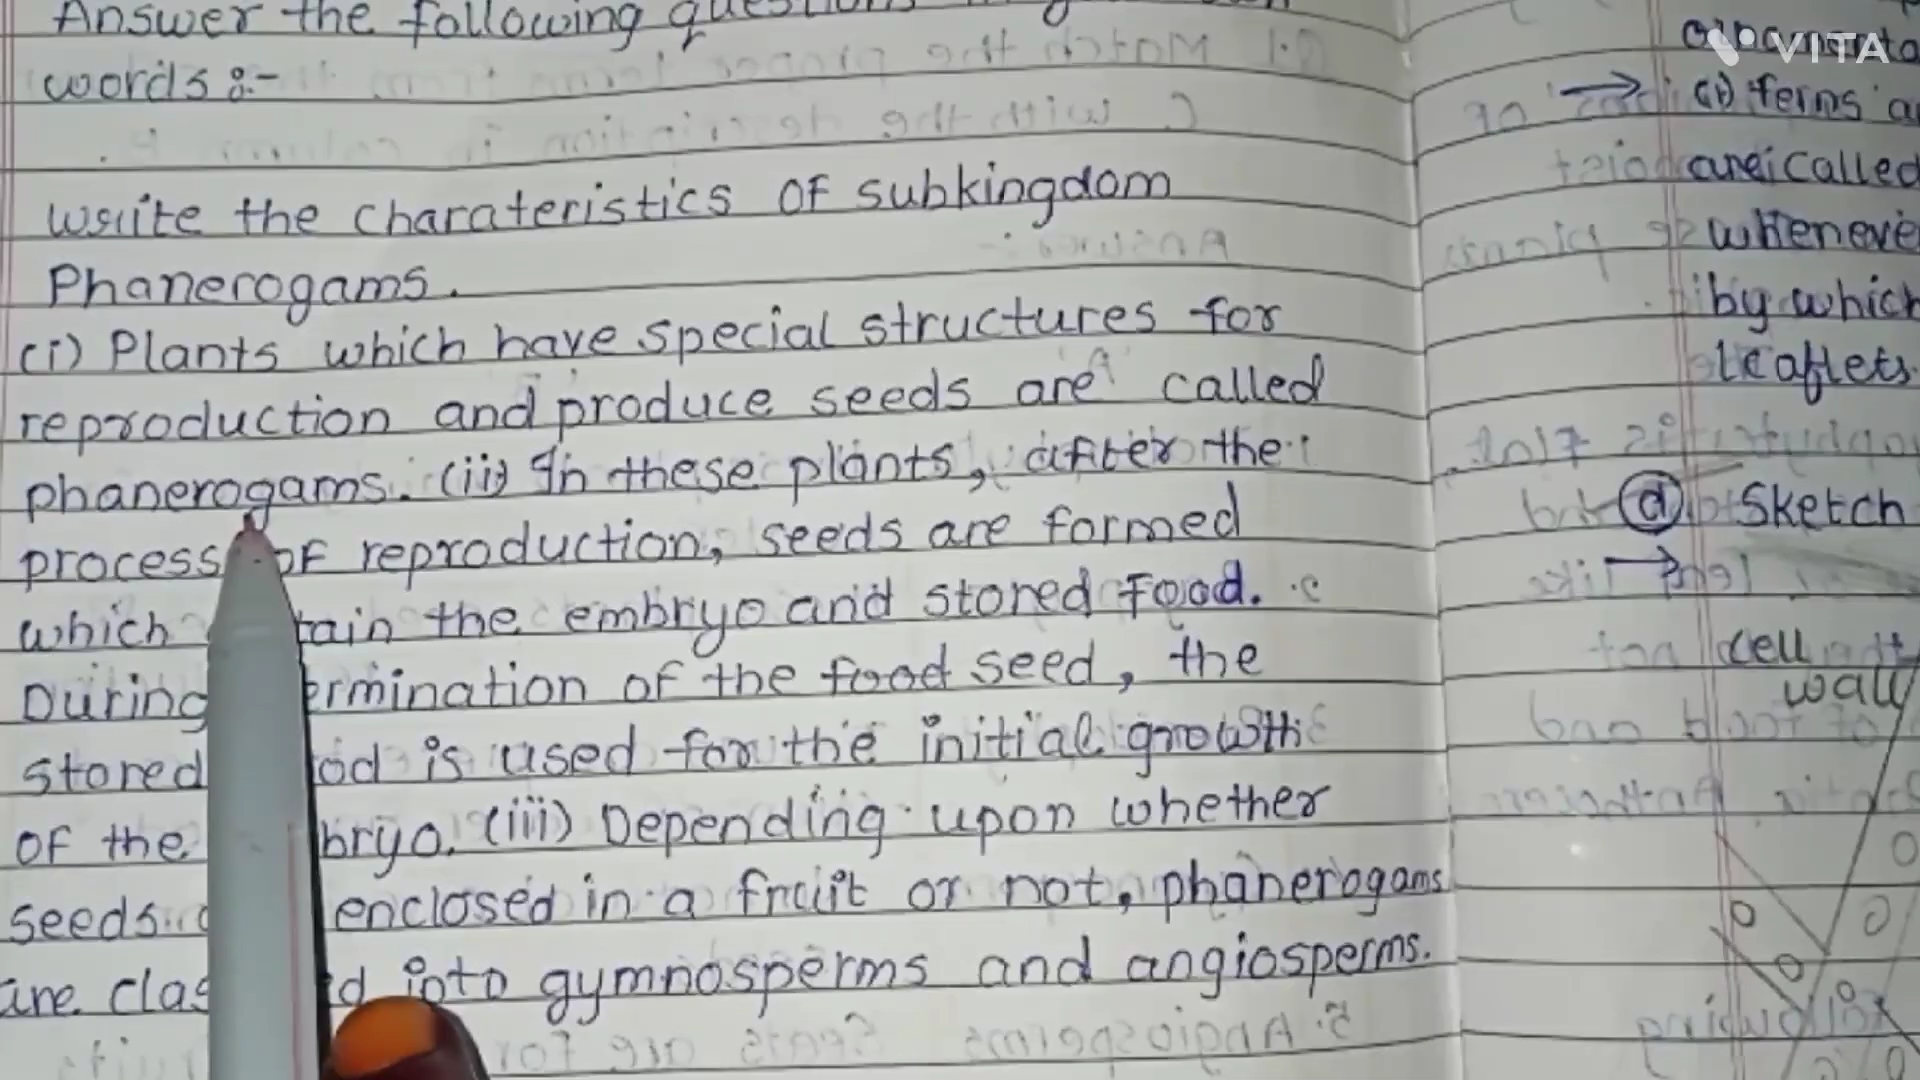 Answer the following questions
words :-
Write the charateristics of subkingdom
Phanerogams.
(i) Plants which have special structures for
reproduction and produce seeds are called
phanerogams. (ii) In these plants, after the
process of reproduction, seeds are formed
which the embryo and stored food.
During of the food seed, the
stored is used for the initial growth
of the (iii) Depending upon whether
seeds enclosed in a fruit or not, phanerogams
are into gymnosperms and angiosperms.
→ (i) ferns
are called
wheneve
by which
leaflets.
(d) Sketch
→
cell
wall
VITA